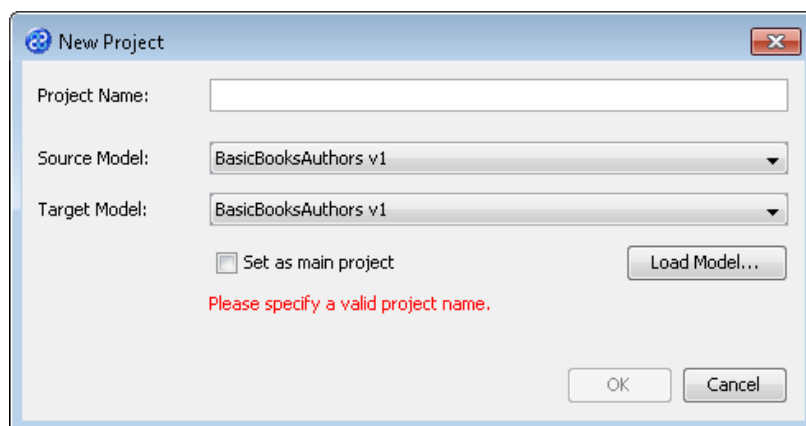 New Project
Project Name:
Source Model: BasicBooksAuthors v1
Target Model: BasicBooksAuthors v1
Set as main project Load Model...
Please specify a valid project name.
OK Cancel